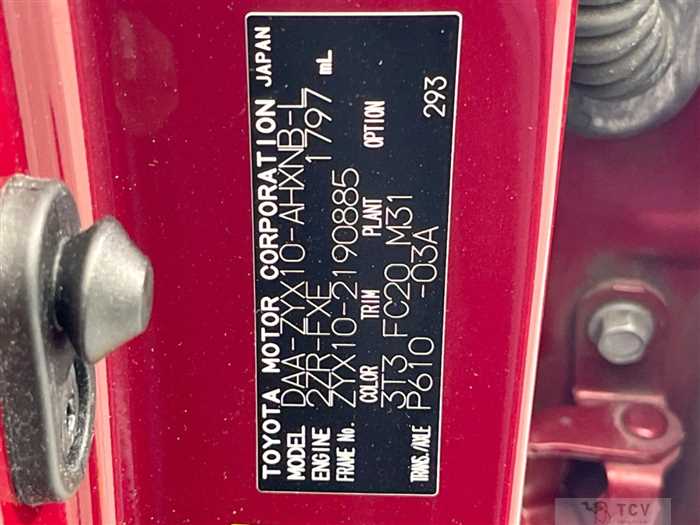 TOYOTA MOTOR CORPORATION JAPAN
MODEL DAA-ZYX10-AHXNB-L
ENGINE 2ZR-FXE 1797 mL
FRAME No. ZYX10-2190885
COLOR TRIM PLANT OPTION
3T3 FC20 M31
TRANS./AXLE P610 -03A 293
TCV